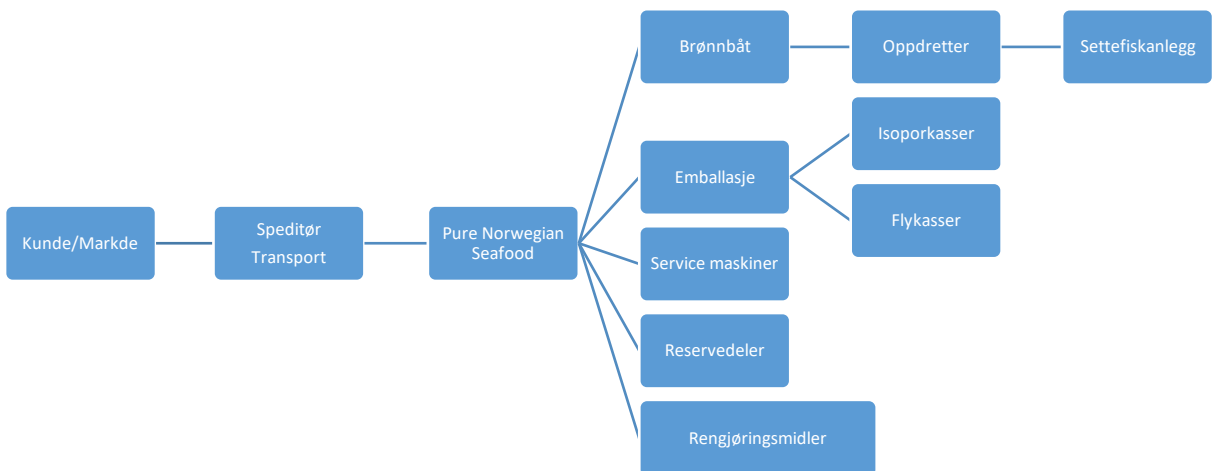 Brønnbåt
Oppdretter
Settefiskanlegg
Isoporkasser
Emballasje
Flykasser
Kunde/Markde
Speditør
Transport
Pure Norwegian
Seafood
Service maskiner
Reservedeler
Rengjøringsmidler